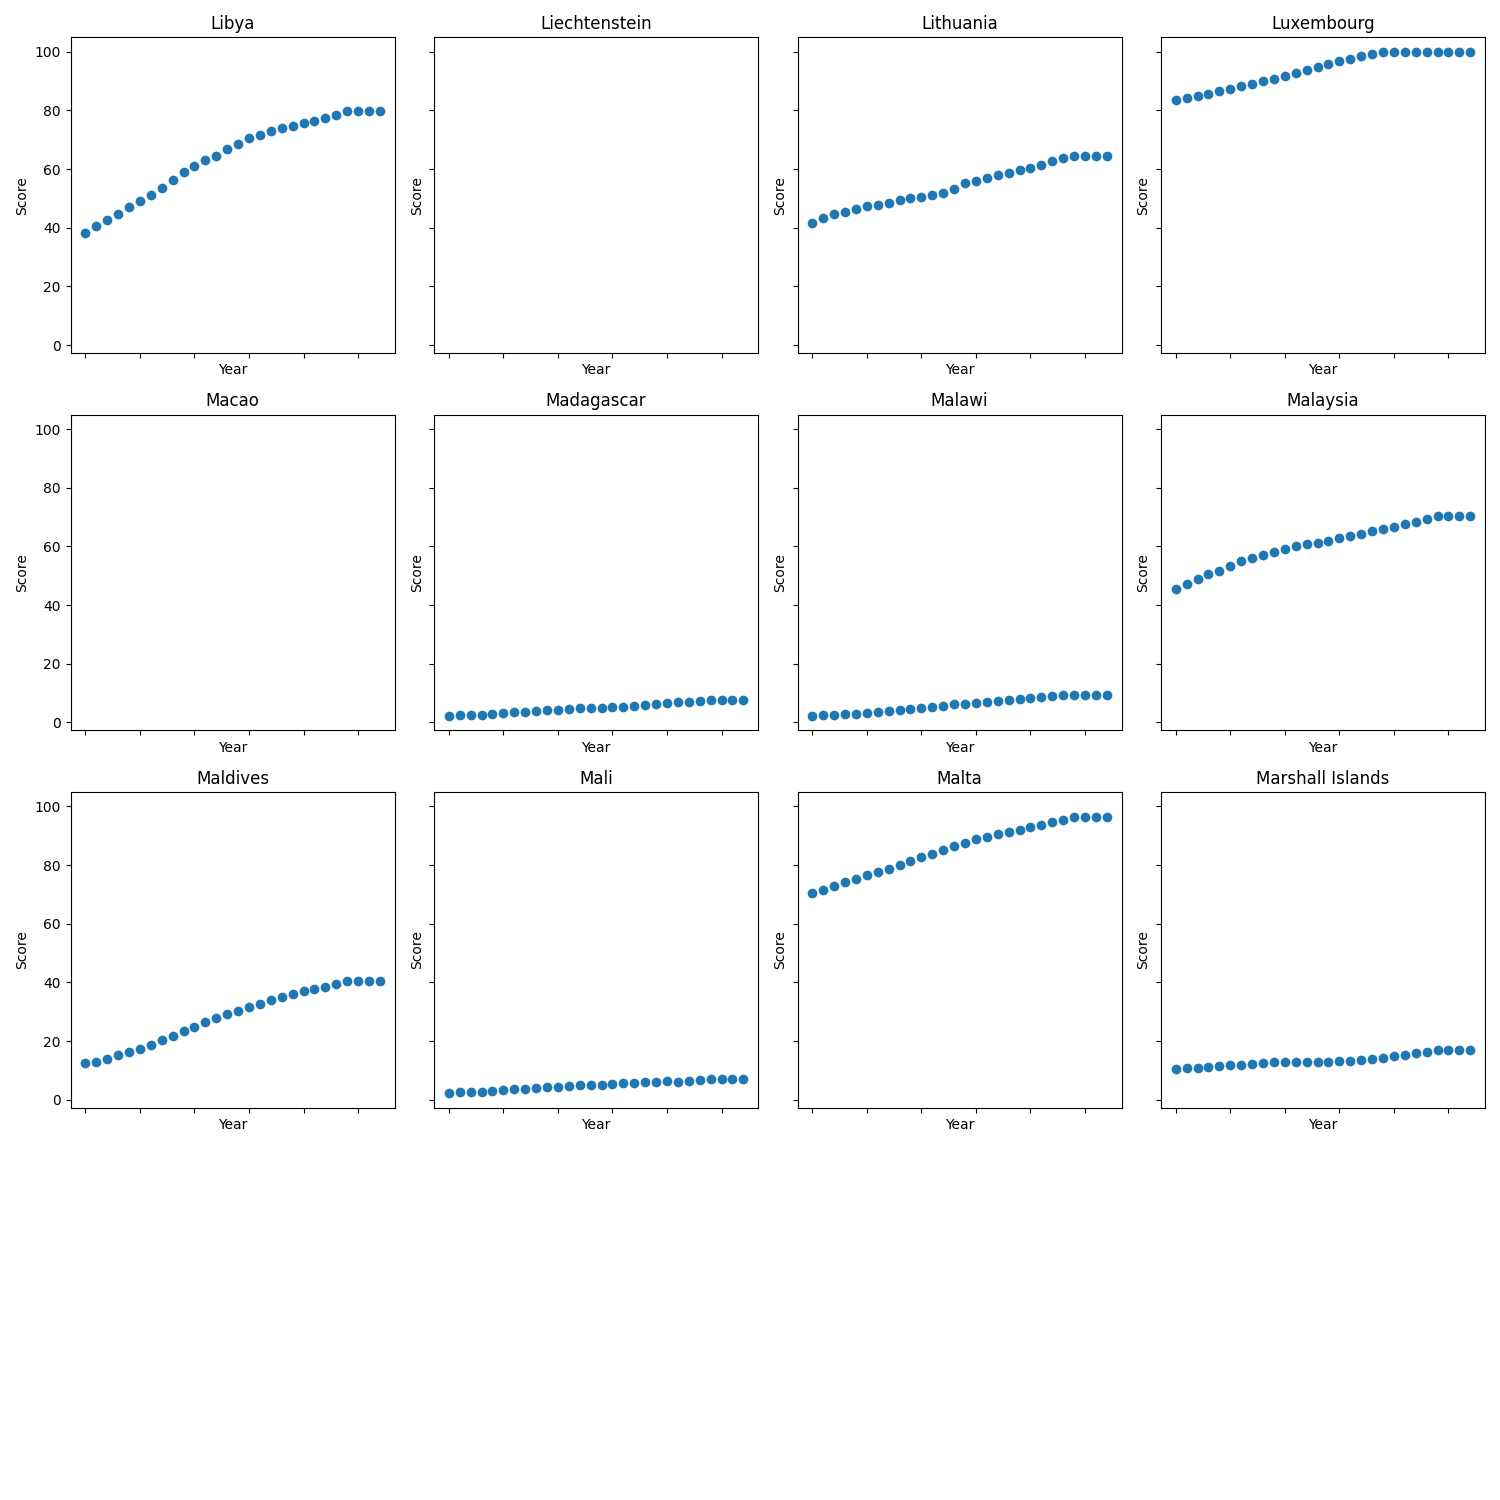 Libya Liechtenstein Lithuania Luxembourg
100
80
60
40
20
0
Score Score Score Score
Year Year Year Year
Macao Madagascar Malawi Malaysia
100
80
60
40
20
0
Score Score Score Score
Year Year Year Year
Maldives Mali Malta Marshall Islands
100
80
60
40
20
0
Score Score Score Score
Year Year Year Year